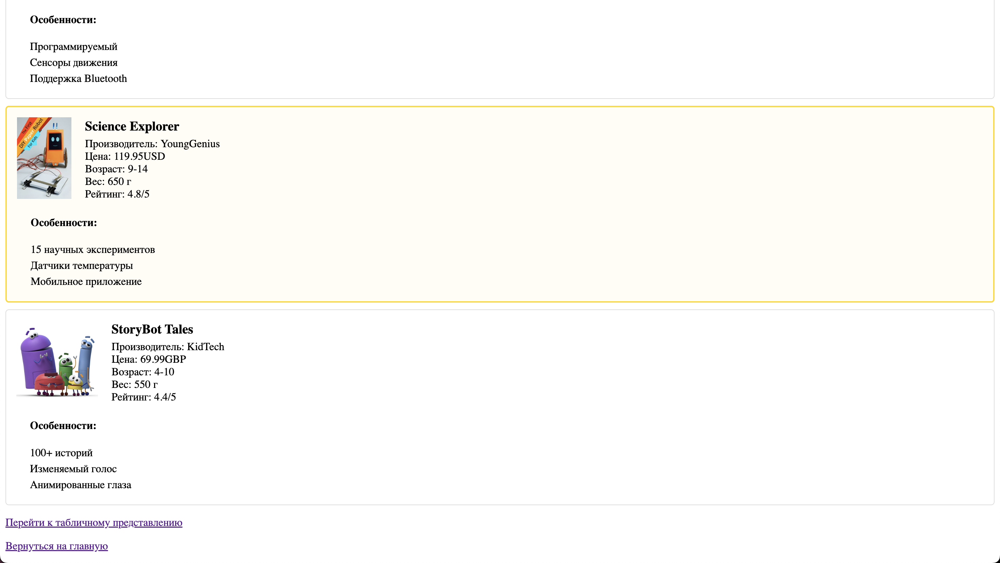 Особенности:
Программируемый
Сенсоры движения
Поддержка Bluetooth
The First
DIY Paper Robot
For Kids
Science Explorer
Производитель: YoungGenius
Цена: 119.95USD
Возраст: 9-14
Вес: 650 г
Рейтинг: 4.8/5
Особенности:
15 научных экспериментов
Датчики температуры
Мобильное приложение
StoryBot Tales
Производитель: KidTech
Цена: 69.99GBP
Возраст: 4-10
Вес: 550 г
Рейтинг: 4.4/5
Особенности:
100+ историй
Изменяемый голос
Анимированные глаза
Перейти к табличному представлению
Вернуться на главную